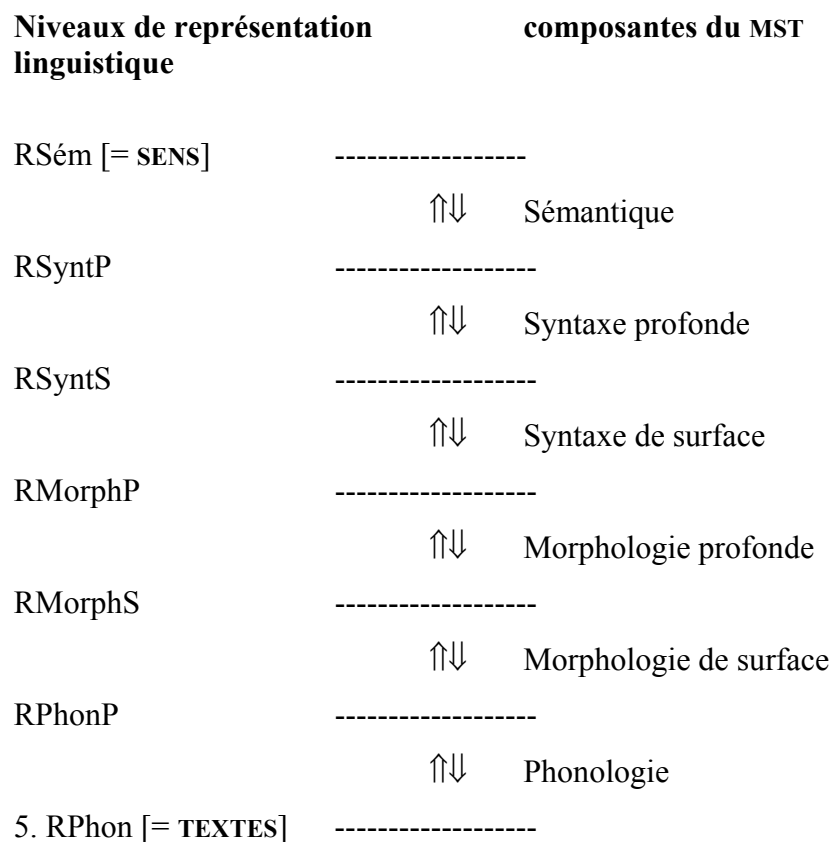 Niveaux de représentation composantes du MST
linguistique
RSém [= SENS] ------------------
⇑⇓ Sémantique
RSyntP -------------------
⇑⇓ Syntaxe profonde
RSyntS -------------------
⇑⇓ Syntaxe de surface
RMorphP -------------------
⇑⇓ Morphologie profonde
RMorphS -------------------
⇑⇓ Morphologie de surface
RPhonP -------------------
⇑⇓ Phonologie
5. RPhon [= TEXTES] -------------------